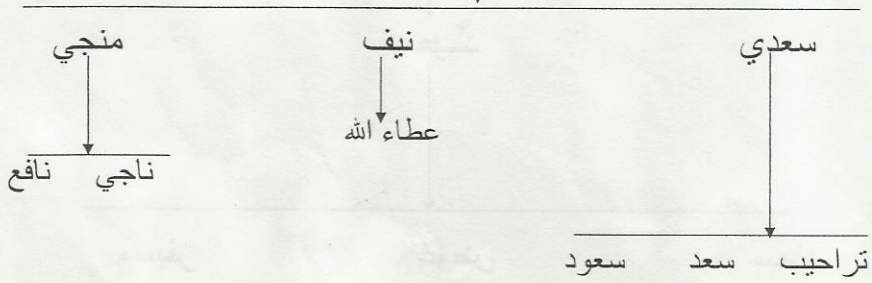 سعدي نيف منجي
عطاء الله
ناجي نافع
تراحيب سعد سعود